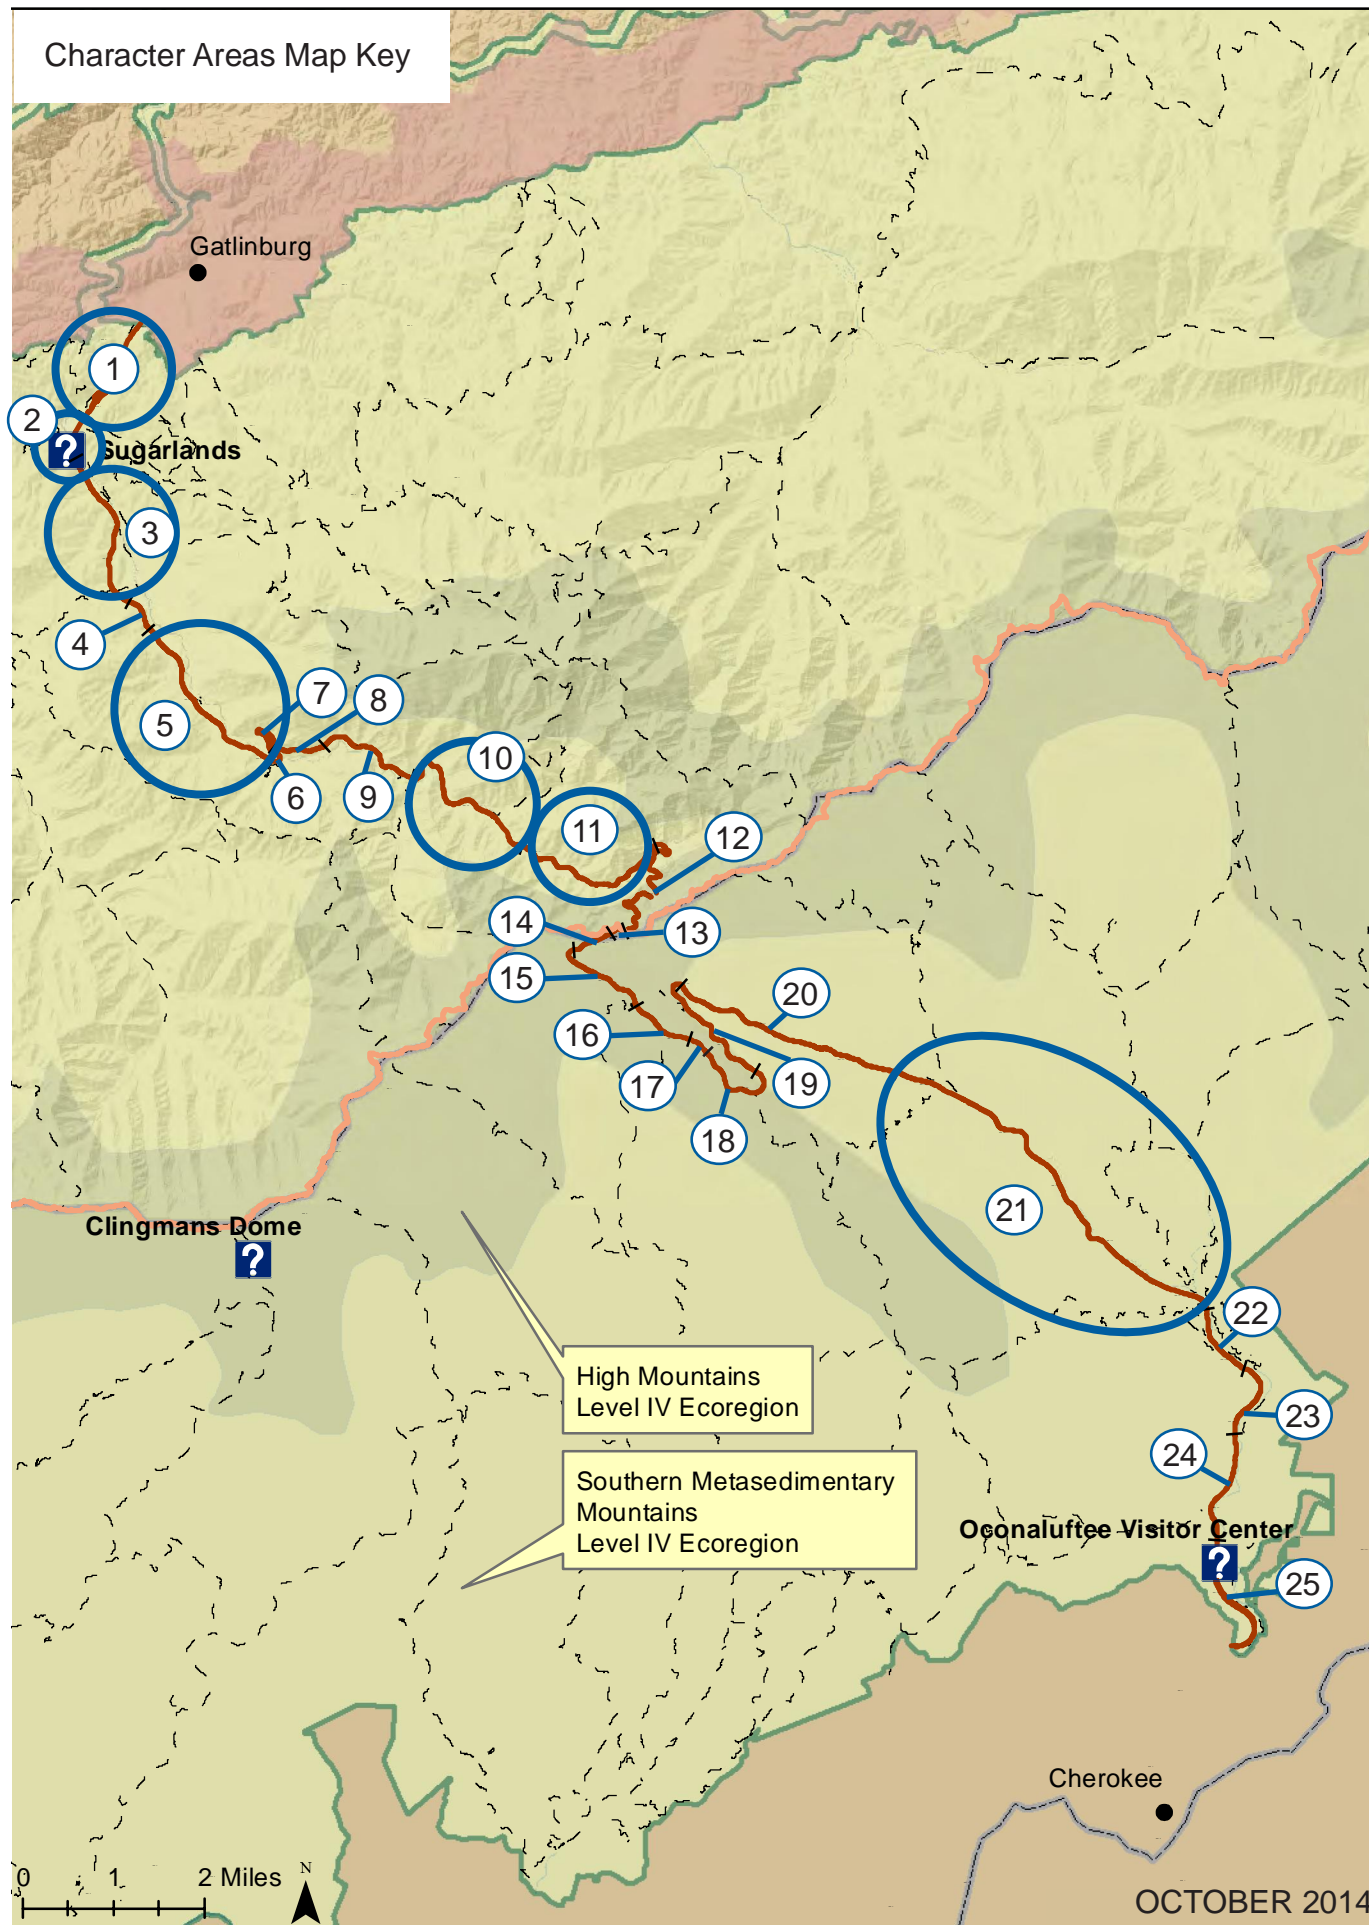 Character Areas Map Key
Gatlinburg
1
2
?
Sugarlands
3
4
5
7
8
6
9
10
11
12
14
13
15
20
16
19
17
18
21
Clingmans Dome
?
22
High Mountains
Level IV Ecoregion
23
24
Southern Metasedimentary
Mountains
Level IV Ecoregion
Oconaluftee Visitor Center
?
25
Cherokee
0 1 2 Miles
N
OCTOBER 2014